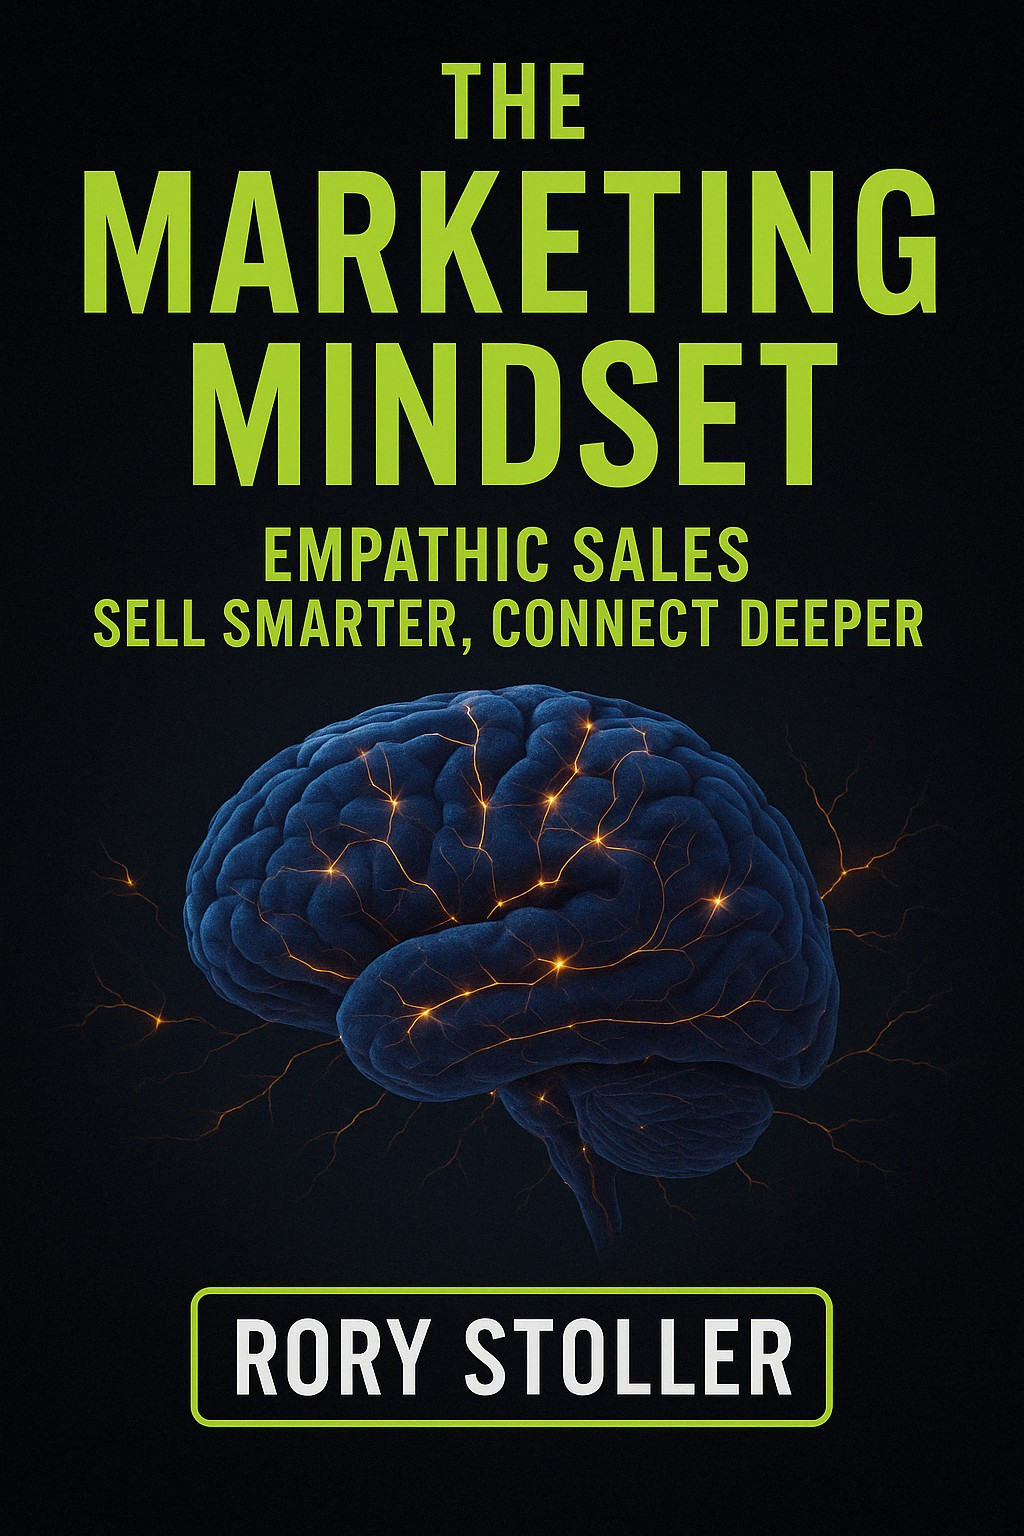 THE
MARKETING
MINDSET
EMPATHIC SALES
SELL SMARTER, CONNECT DEEPER
RORY STOLLER